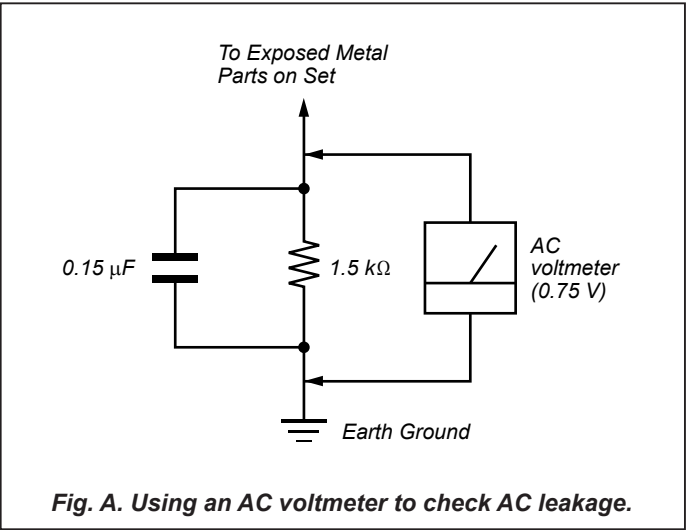 To Exposed Metal
Parts on Set
0.15 μF
1.5 kΩ
AC
voltmeter
(0.75 V)
Earth Ground
Fig. A. Using an AC voltmeter to check AC leakage.